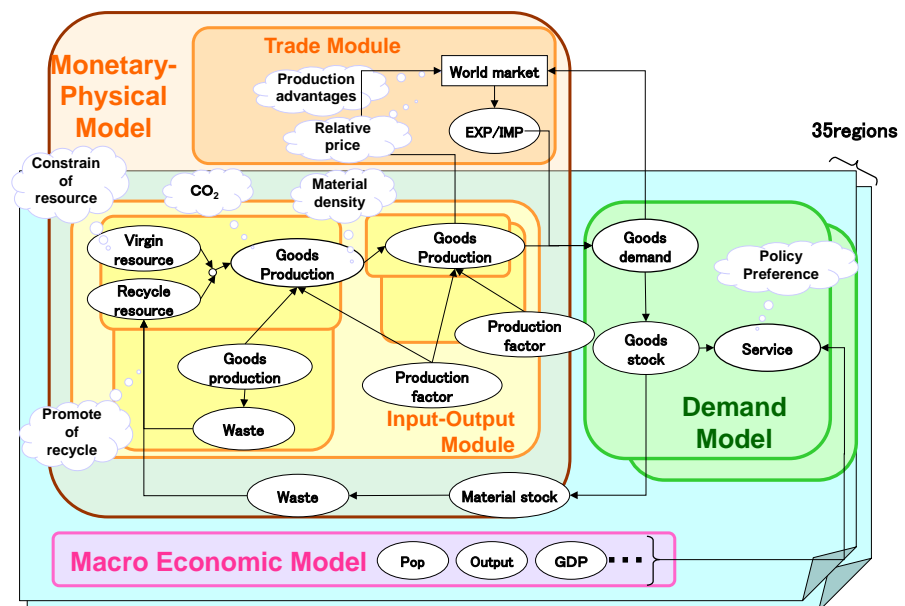 Trade Module
Monetary-
Physical
Model
Production
advantages
World market
Relative
price
EXP/IMP
35regions
Constrain
of
resource
CO₂
Material
density
Virgin
resource
Goods
Production
Goods
Production
Goods
demand
Policy
Preference
Recycle
resource
Production
factor
Goods
stock
Service
Goods
production
Production
factor
Promote
of
recycle
Waste
Input-Output
Module
Demand
Model
Waste
Material stock
Macro Economic Model
Pop
Output
GDP